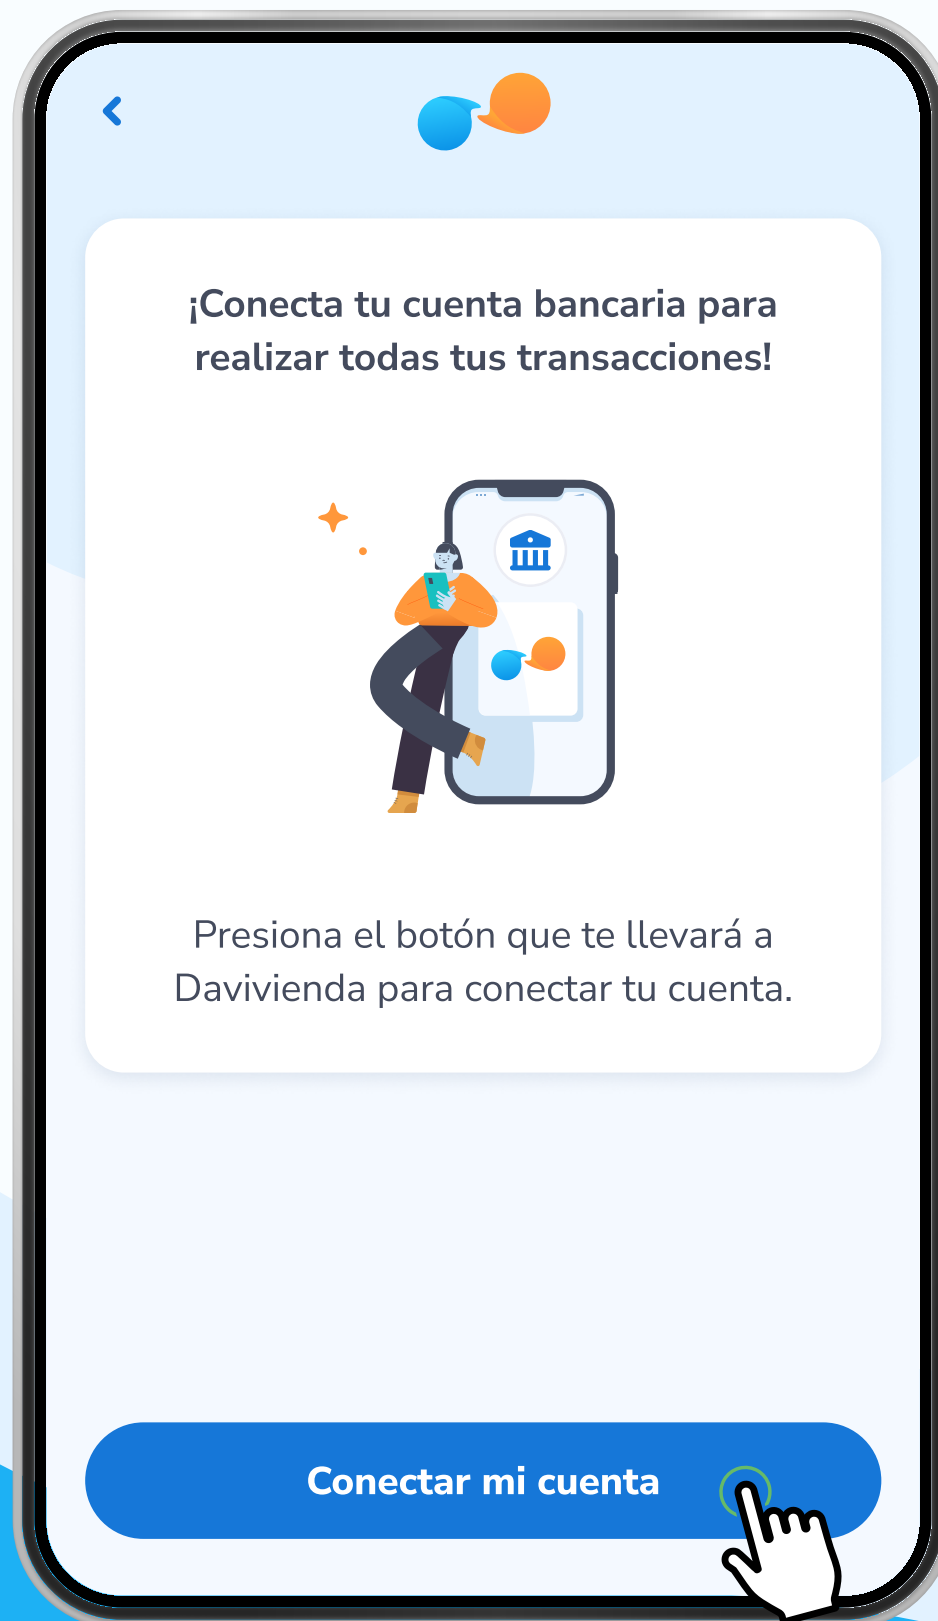 ¡Conecta tu cuenta bancaria para
realizar todas tus transacciones!
Presiona el botón que te llevará a
Davivienda para conectar tu cuenta.
Conectar mi cuenta